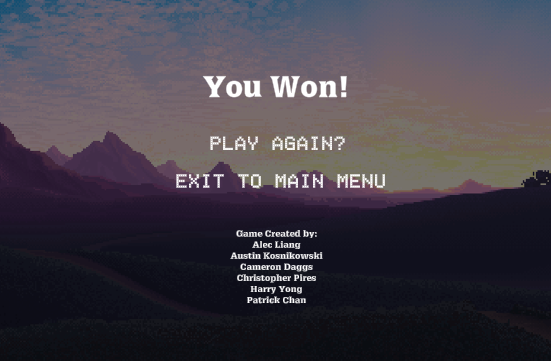 You Won!
PLAY AGAIN?
EXIT TO MAIN MENU
Game Created by:
Alec Liang
Austin Kosnikowski
Cameron Daggs
Christopher Pires
Harry Yong
Patrick Chan